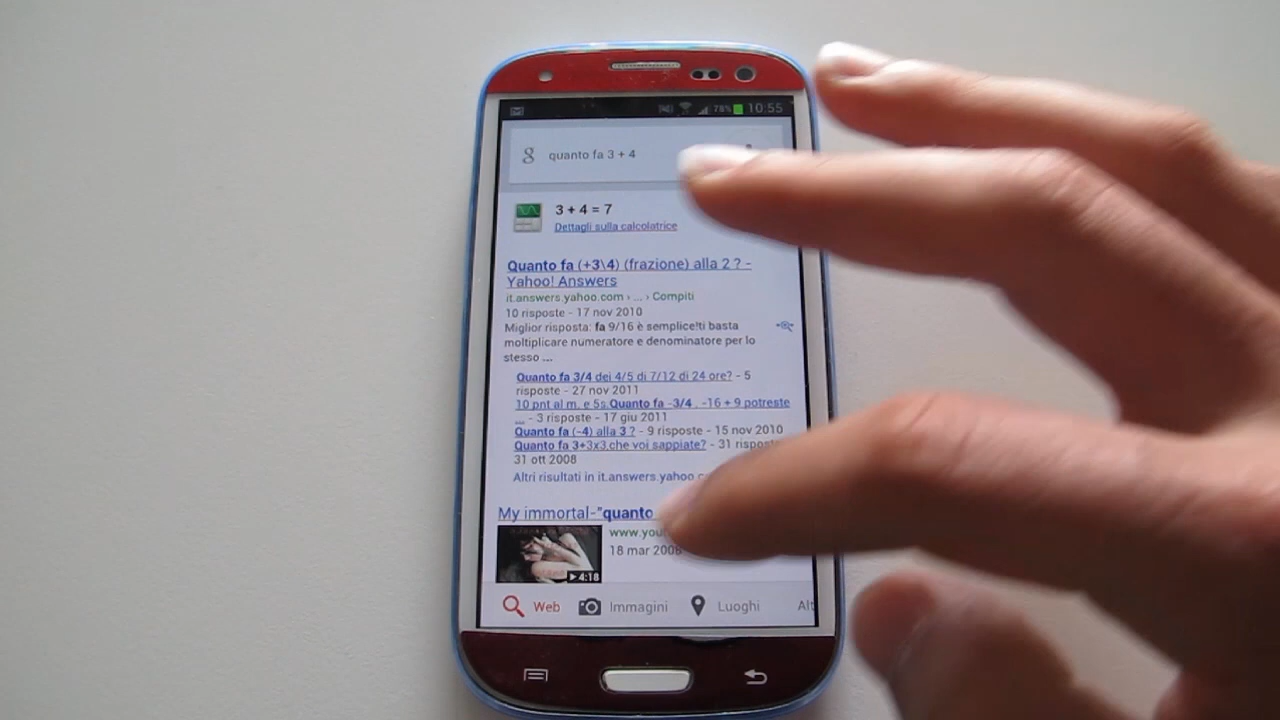 78% 10:55
g quanto fa 3 + 4
3 + 4 = 7
Dettagli sulla calcolatrice
Quanto fa (+3\4) (frazione) alla 2 ? -
Yahoo! Answers
it.answers.yahoo.com › ... › Compiti
10 risposte - 17 nov 2010
Miglior risposta: fa 9/16 è semplice!ti basta
moltiplicare numeratore e denominatore per lo
stesso ...
Quanto fa 3/4 dei 4/5 di 7/12 di 24 ore? - 5
risposte - 27 nov 2011
10 pnt al m. e 5s.Quanto fa -3/4 . -16 + 9 potreste
... - 3 risposte - 17 giu 2011
Quanto fa (-4) alla 3 ? - 9 risposte - 15 nov 2010
Quanto fa 3+3x3.che voi sappiate? - 31 rispost
31 ott 2008
Altri risultati in it.answers.yahoo
My immortal-"quanto
www.you
18 mar 2008
4:18
Web Immagini Luoghi Alt